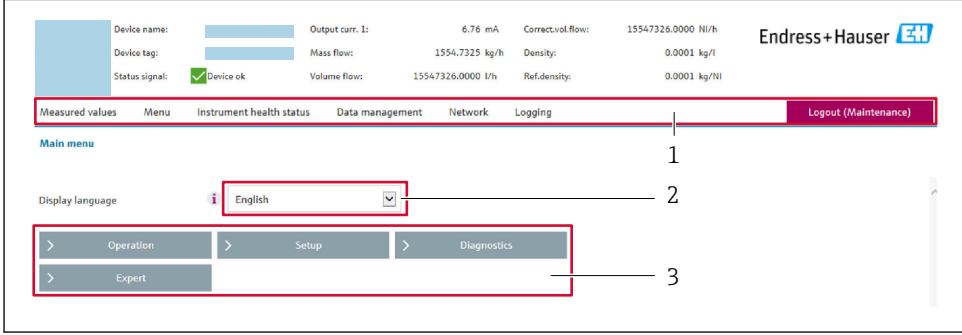 Device name: Output curr. 1: 6.76 mA Correct.vol.flow: 15547326.0000 Nl/h
Endress+Hauser EH
Device tag: Mass flow: 1554.7325 kg/h Density: 0.0001 kg/l
Status signal: Device ok Volume flow: 15547326.0000 l/h Ref.density: 0.0001 kg/Nl
Measured values Menu Instrument health status Data management Network Logging Logout (Maintenance)
Main menu
1
Display language i English 2
> Operation > Setup > Diagnostics
> Expert 3